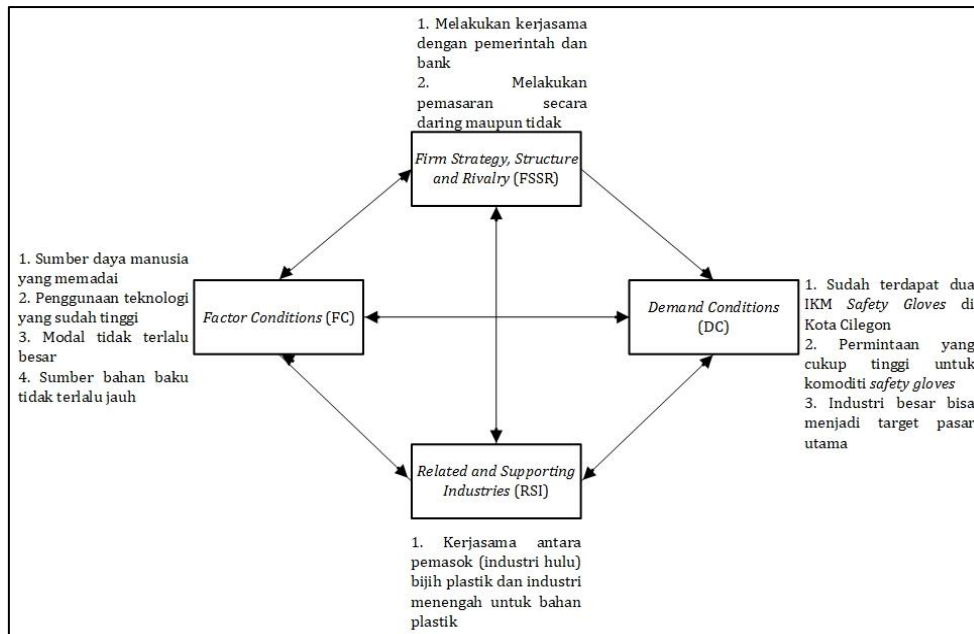 1. Melakukan kerjasama
dengan pemerintah dan
bank
2. Melakukan
pemasaran secara
daring maupun tidak
Firm Strategy, Structure
and Rivalry (FSSR)
1. Sumber daya manusia
yang memadai
2. Penggunaan teknologi
yang sudah tinggi
3. Modal tidak terlalu
besar
4. Sumber bahan baku
tidak terlalu jauh
Factor Conditions (FC)
Demand Conditions
(DC)
1. Sudah terdapat dua
IKM Safety Gloves di
Kota Cilegon
2. Permintaan yang
cukup tinggi untuk
komoditi safety gloves
3. Industri besar bisa
menjadi target pasar
utama
Related and Supporting
Industries (RSI)
1. Kerjasama antara
pemasok (industri hulu)
bijih plastik dan industri
menengah untuk bahan
plastik